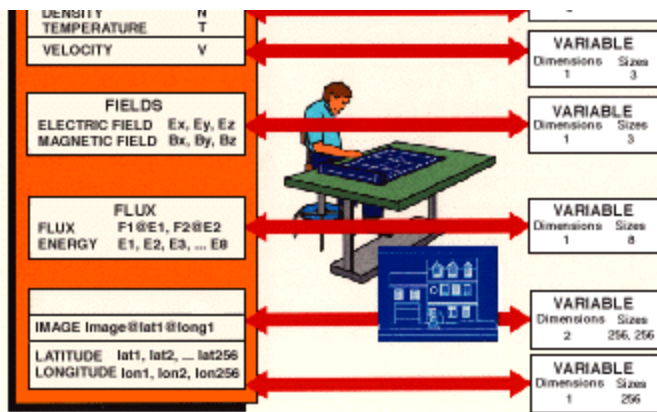 DENSITY N
TEMPERATURE T
VELOCITY V
VARIABLE
Dimensions Sizes
1 3
FIELDS
ELECTRIC FIELD Ex, Ey, Ez
MAGNETIC FIELD Bx, By, Bz
VARIABLE
Dimensions Sizes
1 3
FLUX
FLUX F1@E1, F2@E2
ENERGY E1, E2, E3, ... E8
VARIABLE
Dimensions Sizes
1 8
IMAGE Image@lat1@long1
VARIABLE
Dimensions Sizes
2 256, 256
LATITUDE lat1, lat2, ... lat256
LONGITUDE lon1, lon2, lon256
VARIABLE
Dimensions Sizes
1 256